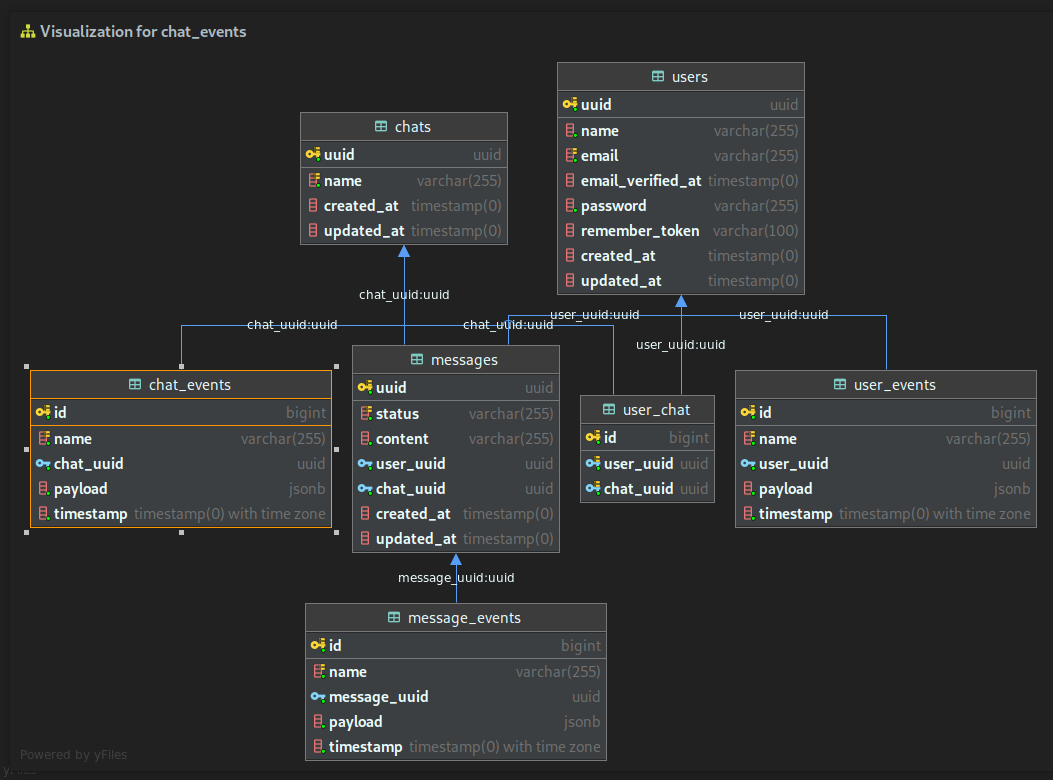 Visualization for chat_events
users
uuid uuid
name varchar(255)
email varchar(255)
email_verified_at timestamp(0)
password varchar(255)
remember_token varchar(100)
created_at timestamp(0)
updated_at timestamp(0)
chats
uuid uuid
name varchar(255)
created_at timestamp(0)
updated_at timestamp(0)
chat_uuid:uuid
chat_uuid:uuid
chat_uuid:uuid
user_uuid:uuid
user_uuid:uuid
user_uuid:uuid
chat_events
id bigint
name varchar(255)
chat_uuid uuid
payload jsonb
timestamp timestamp(0) with time zone
messages
uuid uuid
status varchar(255)
content varchar(255)
user_uuid uuid
chat_uuid uuid
created_at timestamp(0)
updated_at timestamp(0)
user_chat
id bigint
user_uuid uuid
chat_uuid uuid
user_events
id bigint
name varchar(255)
user_uuid uuid
payload jsonb
timestamp timestamp(0) with time zone
message_uuid:uuid
message_events
id bigint
name varchar(255)
message_uuid uuid
payload jsonb
timestamp timestamp(0) with time zone
Powered by yFiles